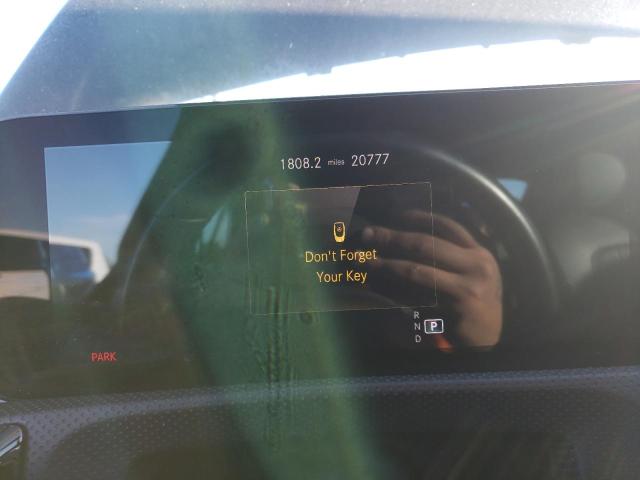 1808.2 miles 20777
Don't Forget
Your Key
R
N P
D
PARK